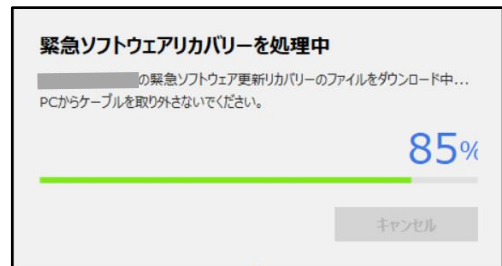 緊急ソフトウェアリカバリーを処理中
の緊急ソフトウェア更新リカバリーのファイルをダウンロード中...
PCからケーブルを取り外さないでください。
85%
キャンセル